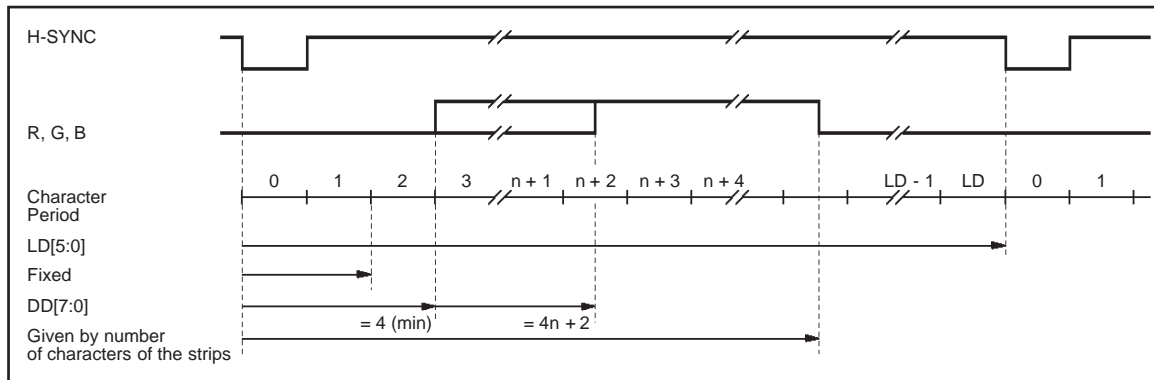 H-SYNC
R, G, B
0 1 2 3 n + 1 n + 2 n + 3 n + 4 LD - 1 LD 0 1
Character
Period
LD[5:0]
Fixed
DD[7:0]
= 4 (min) = 4n + 2
Given by number
of characters of the strips